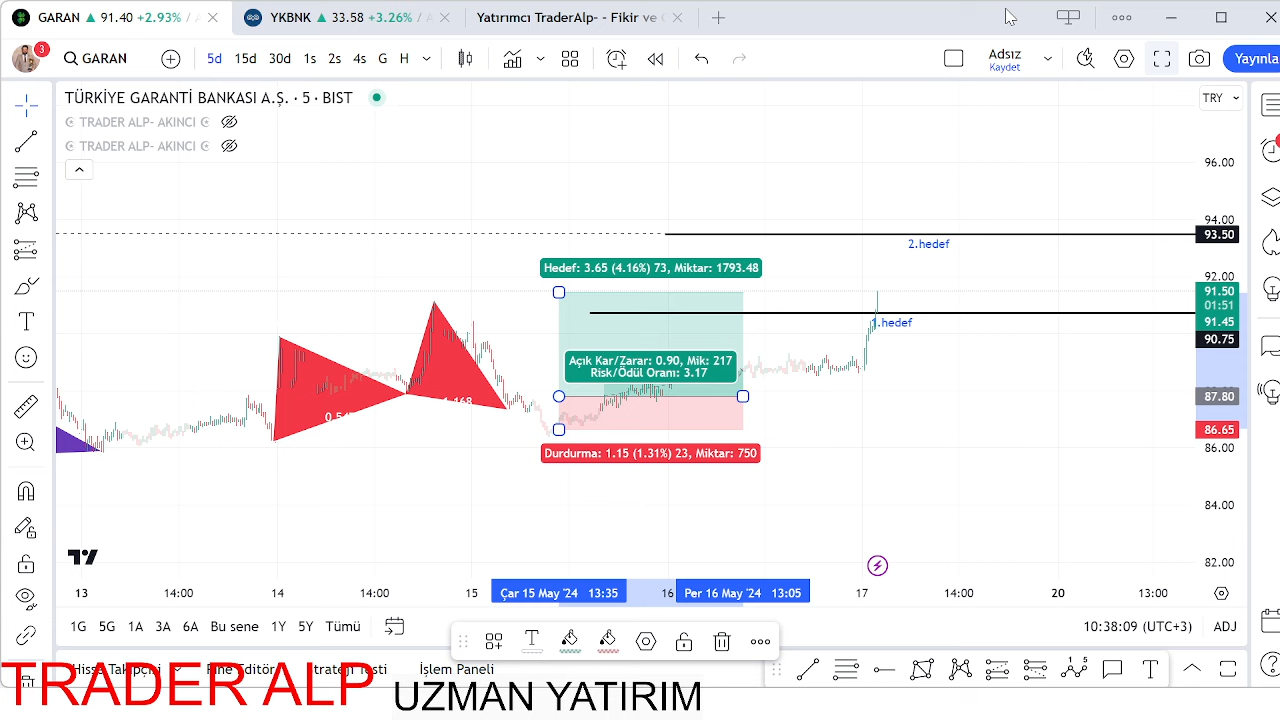 GARAN ▲ 91.40 +2.93% / A
YKBNK ▲ 33.58 +3.26% / A
Yatırımcı TraderAlp- - Fikir ve
3
GARAN
5d 15d 30d 1s 2s 4s G H
Adsız
Kaydet
Yayınla
TÜRKİYE GARANTİ BANKASI A.Ş. · 5 · BIST
TRY
TRADER ALP- AKINCI
TRADER ALP- AKINCI
96.00
94.00
93.50
2.hedef
Hedef: 3.65 (4.16%) 73, Miktar: 1793.48
92.00
91.50
01:51
91.45
1.hedef
90.75
Açık Kar/Zarar: 0.90, Mik: 217
Risk/Ödül Oranı: 3.17
87.80
86.65
Durdurma: 1.15 (1.31%) 23, Miktar: 750
86.00
84.00
82.00
13 14:00 14 14:00 15 Çar 15 May '24 13:35 16 Per 16 May '24 13:05 17 14:00 20 13:00
1G 5G 1A 3A 6A Bu sene 1Y 5Y Tümü
10:38:09 (UTC+3) ADJ
İşlem Paneli
TRADER ALP UZMAN YATIRIM